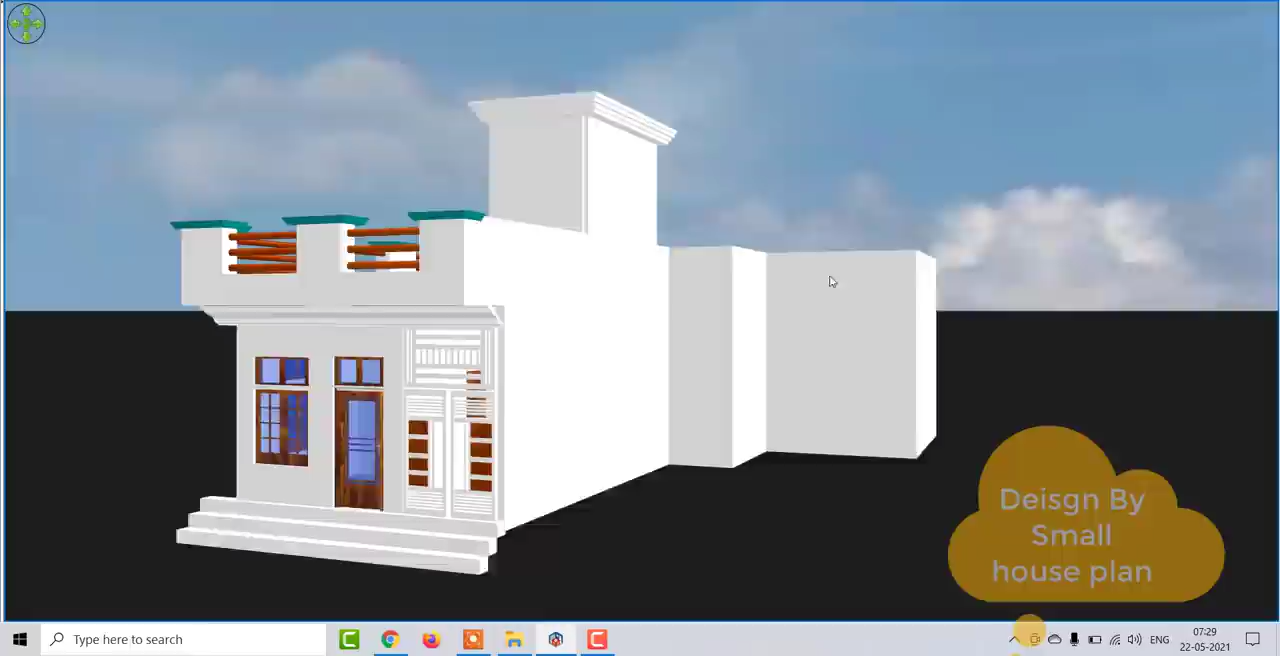 Deisgn By
Small
house plan
Type here to search
ENG
07:29
22-05-2021